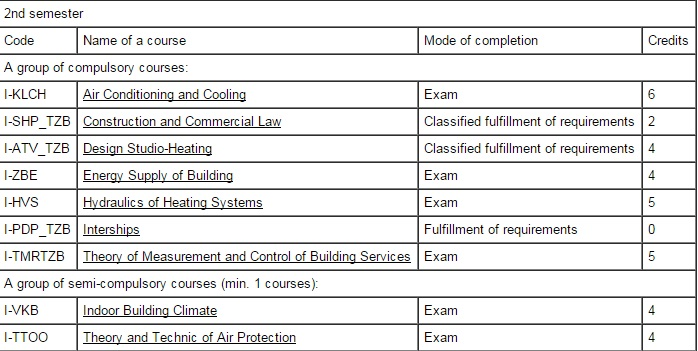 2nd semester
Code Name of a course Mode of completion Credits
A group of compulsory courses:
I-KLCH Air Conditioning and Cooling Exam 6
I-SHP_TZB Construction and Commercial Law Classified fulfillment of requirements 2
I-ATV_TZB Design Studio-Heating Classified fulfillment of requirements 4
I-ZBE Energy Supply of Building Exam 4
I-HVS Hydraulics of Heating Systems Exam 5
I-PDP_TZB Interships Fulfillment of requirements 0
I-TMRTZB Theory of Measurement and Control of Building Services Exam 5
A group of semi-compulsory courses (min. 1 courses):
I-VKB Indoor Building Climate Exam 4
I-TTOO Theory and Technic of Air Protection Exam 4